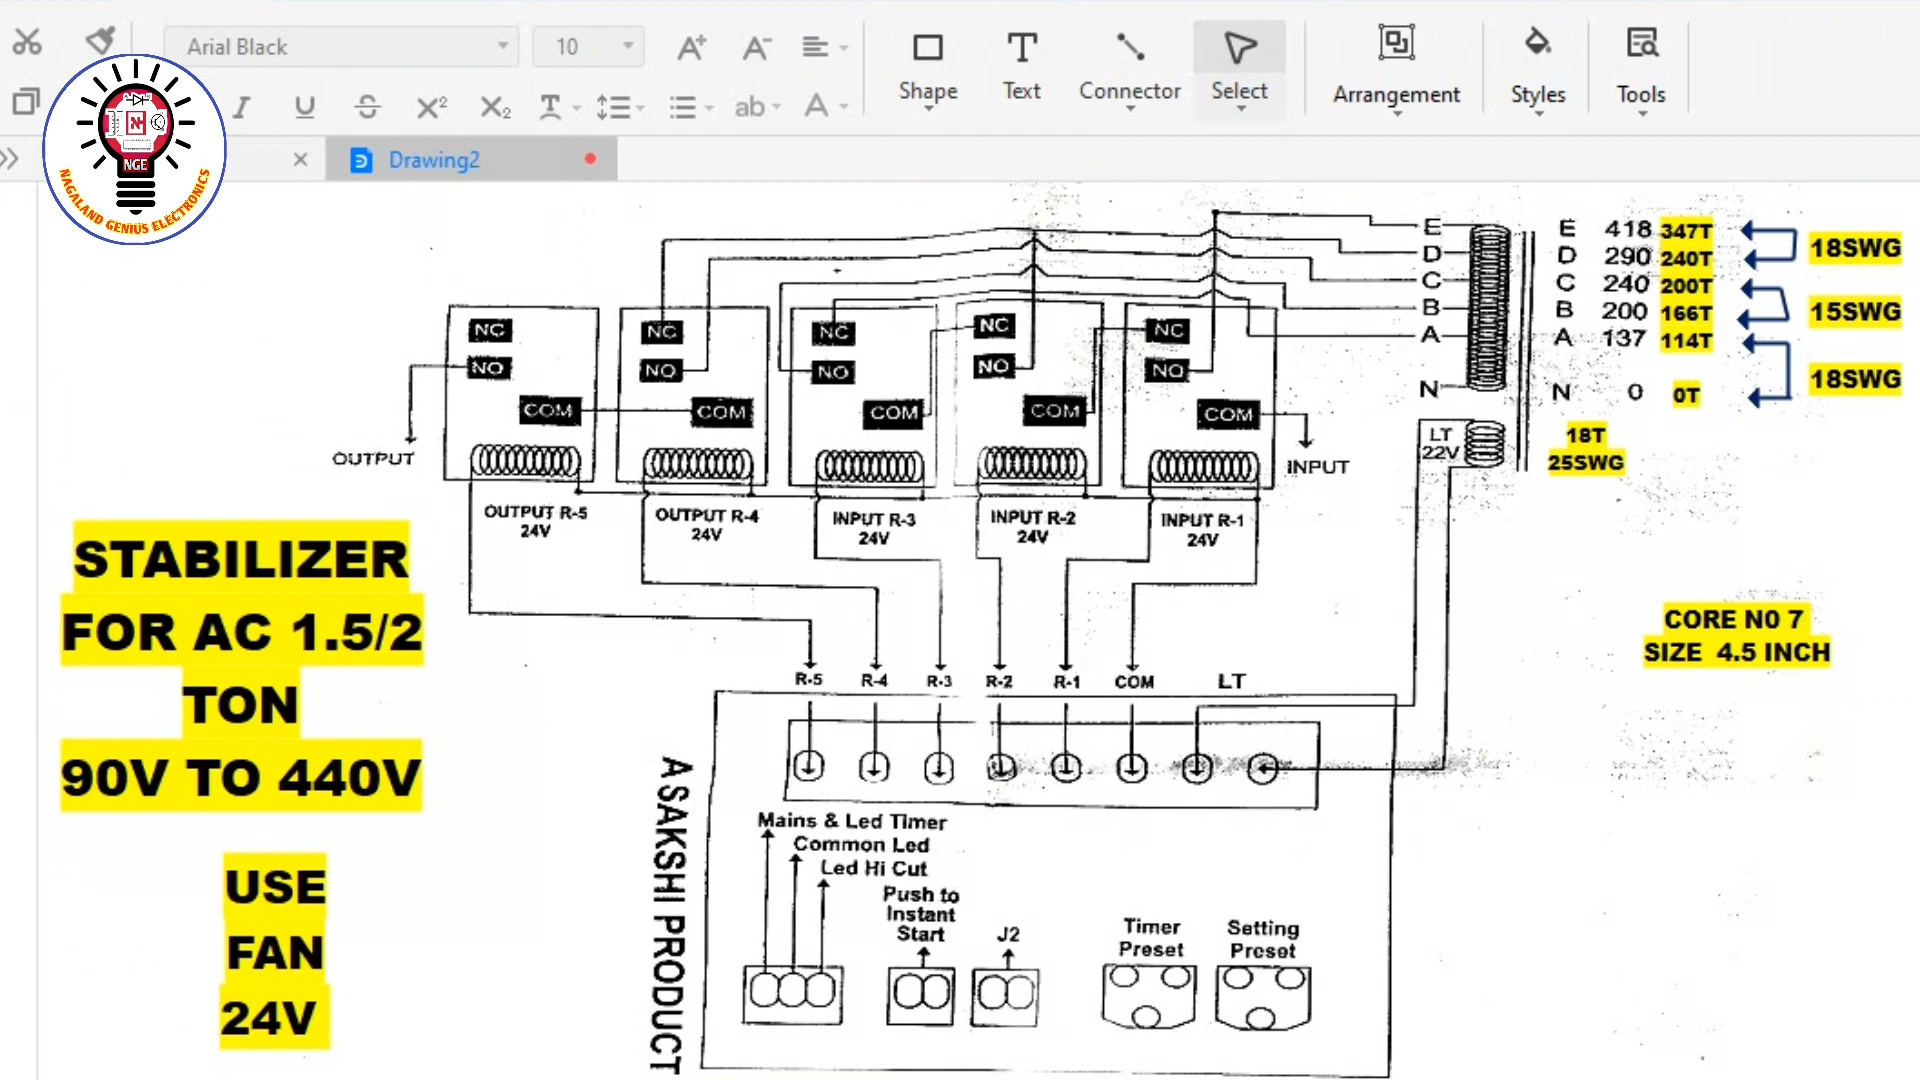 Arial Black
10
Shape
Text
Connector
Select
Arrangement
Styles
Tools
Drawing2
NGE
NAGALAND GENIUS ELECTRONICS
E
D
C
B
A
N
E 418 347T
D 290 240T
C 240 200T
B 200 166T
A 137 114T
N 0 0T
18SWG
15SWG
18SWG
LT
22V
18T
25SWG
NC
NO
COM
NC
NO
COM
NC
NO
COM
NC
NO
COM
NC
NO
COM
OUTPUT
INPUT
OUTPUT R-5
24V
OUTPUT R-4
24V
INPUT R-3
24V
INPUT R-2
24V
INPUT R-1
24V
STABILIZER
FOR AC 1.5/2
TON
90V TO 440V
USE
FAN
24V
CORE N0 7
SIZE 4.5 INCH
R-5 R-4 R-3 R-2 R-1 COM LT
ASAKSHI PRODUCT
Mains & Led Timer
Common Led
Led Hi Cut
Push to
Instant
Start
J2
Timer
Preset
Setting
Preset